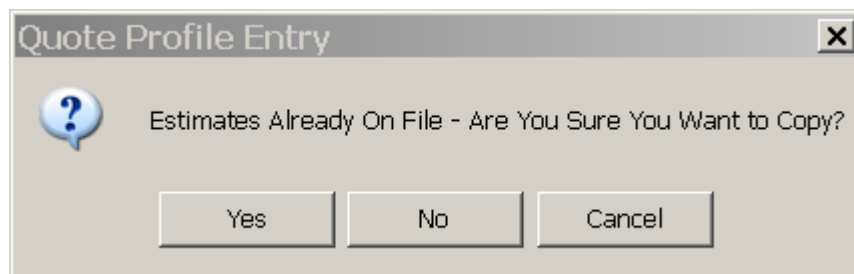 Quote Profile Entry
Estimates Already On File - Are You Sure You Want to Copy?
Yes No Cancel